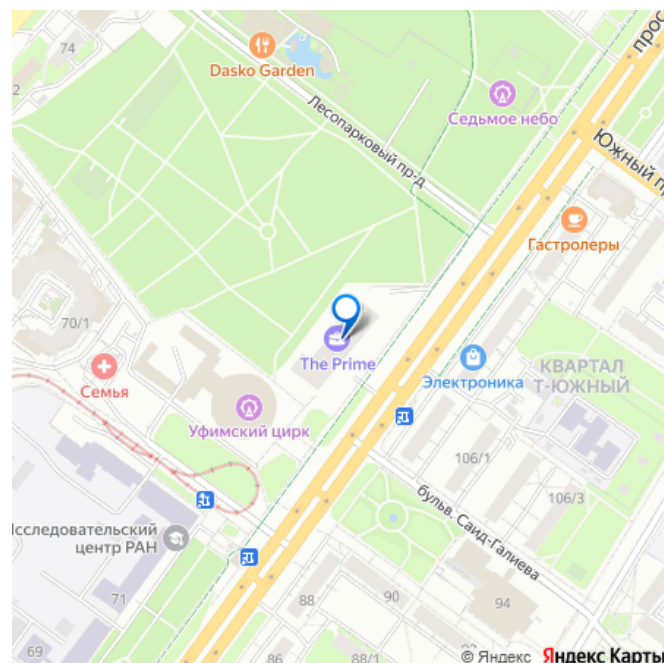 74
2
Dasko Garden
Лесопарковый пр-д
Седьмое небо
прос
Южный п
Гастролеры
70/1
Семья
The Prime
Электроника
КВАРТАЛ
Т-ЮЖНЫЙ
Уфимский цирк
106/1
106/3
бульв. Саид-Галиева
Исследовательский
центр РАН
71
69
88
90
94
86
88/1
© Яндекс Яндекс Карты